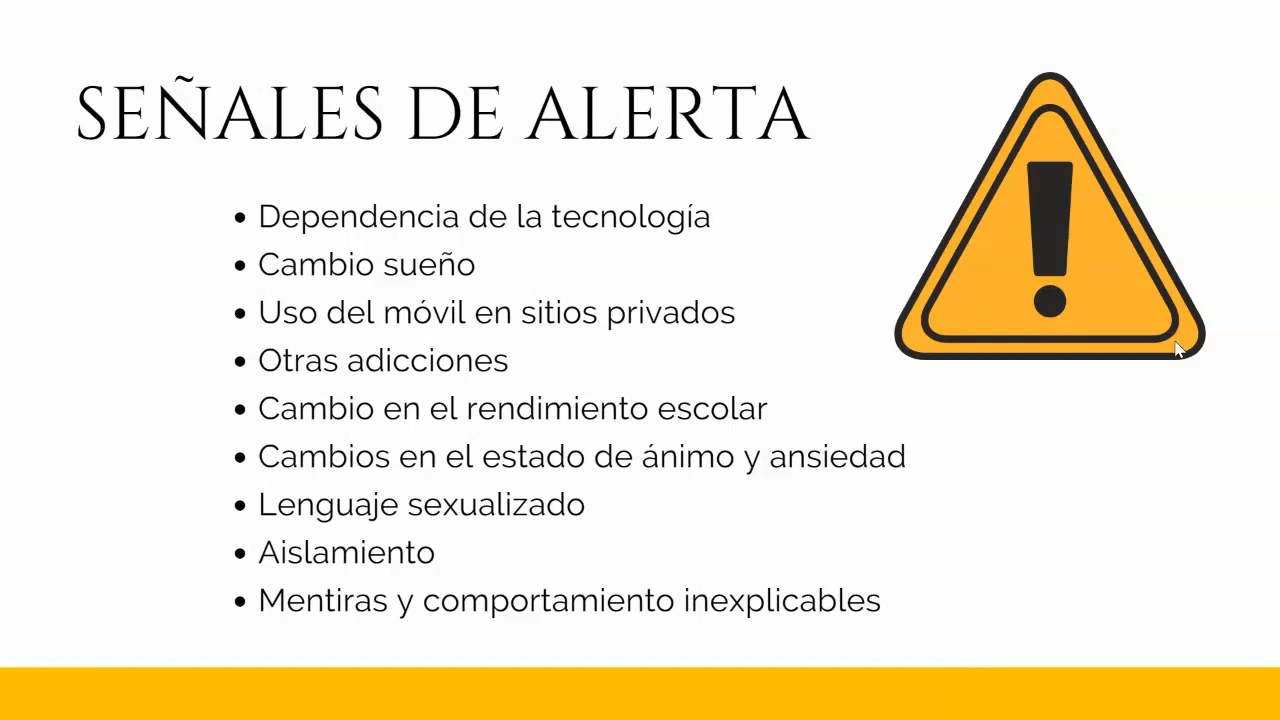 SEÑALES DE ALERTA
• Dependencia de la tecnología
• Cambio sueño
• Uso del móvil en sitios privados
• Otras adicciones
• Cambio en el rendimiento escolar
• Cambios en el estado de ánimo y ansiedad
• Lenguaje sexualizado
• Aislamiento
• Mentiras y comportamiento inexplicables